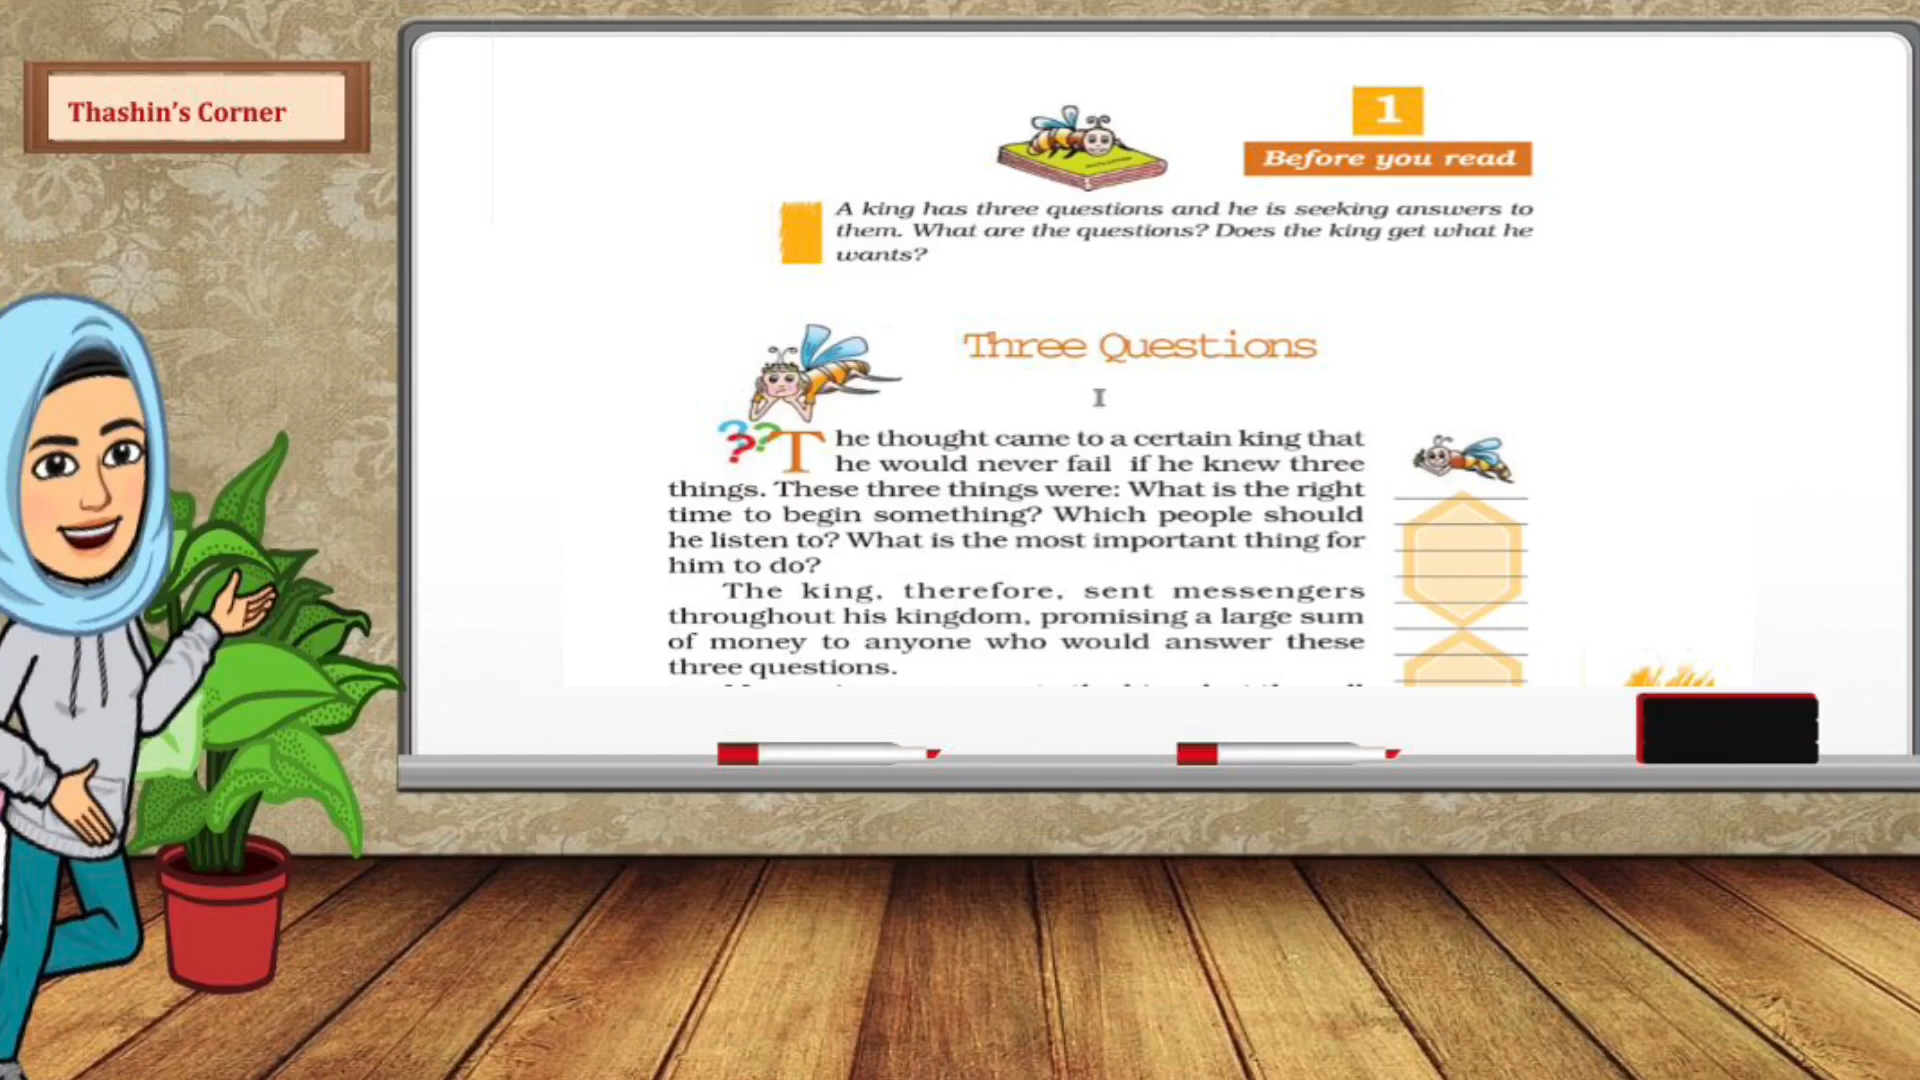 Thashin's Corner
1
Before you read
A king has three questions and he is seeking answers to
them. What are the questions? Does the king get what he
wants?
Three Questions
I
The thought came to a certain king that
he would never fail if he knew three
things. These three things were: What is the right
time to begin something? Which people should
he listen to? What is the most important thing for
him to do?
The king, therefore, sent messengers
throughout his kingdom, promising a large sum
of money to anyone who would answer these
three questions.